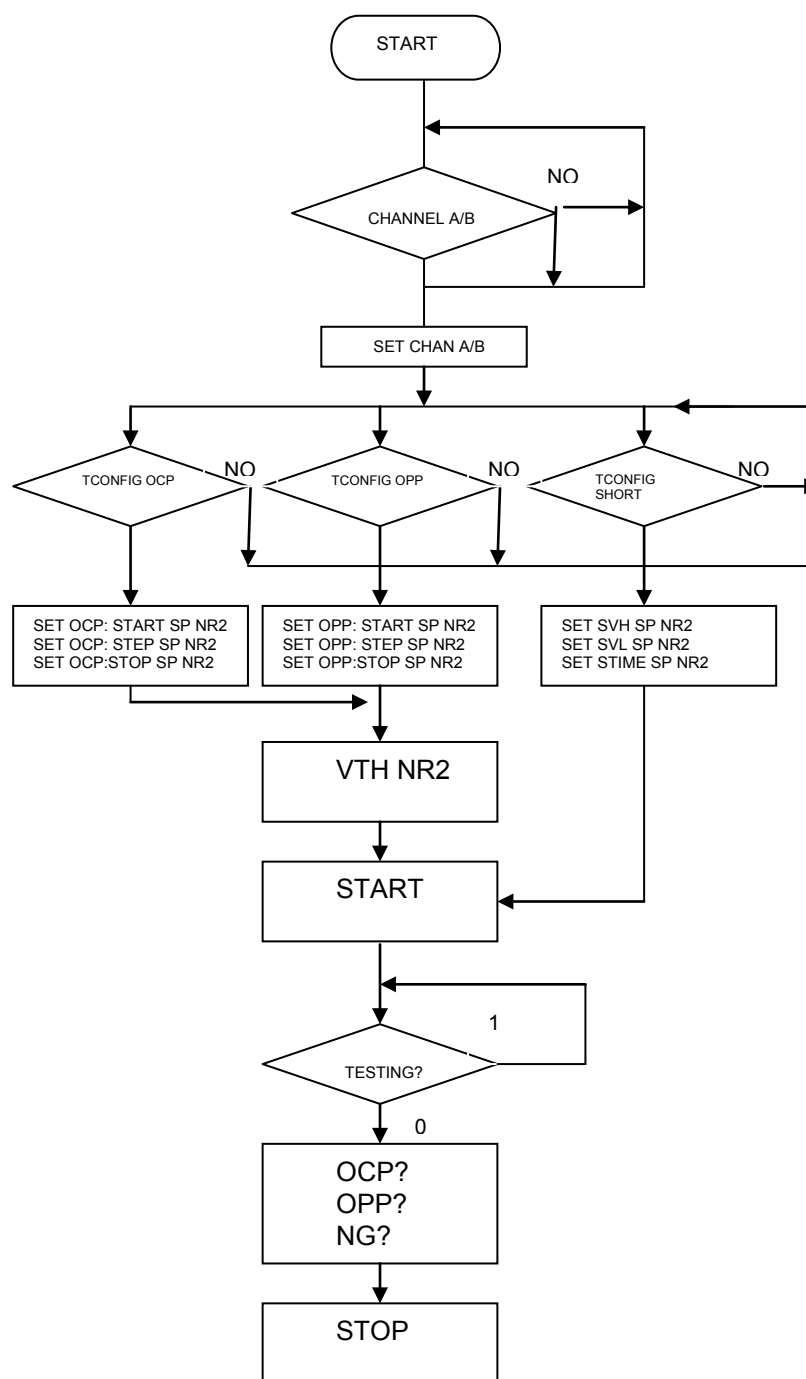 START
NO
CHANNEL A/B
SET CHAN A/B
TCONFIG OCP
NO
TCONFIG OPP
NO
TCONFIG
SHORT
NO
SET OCP: START SP NR2
SET OCP: STEP SP NR2
SET OCP:STOP SP NR2
SET OPP: START SP NR2
SET OPP: STEP SP NR2
SET OPP:STOP SP NR2
SET SVH SP NR2
SET SVL SP NR2
SET STIME SP NR2
VTH NR2
START
1
TESTING?
0
OCP?
OPP?
NG?
STOP